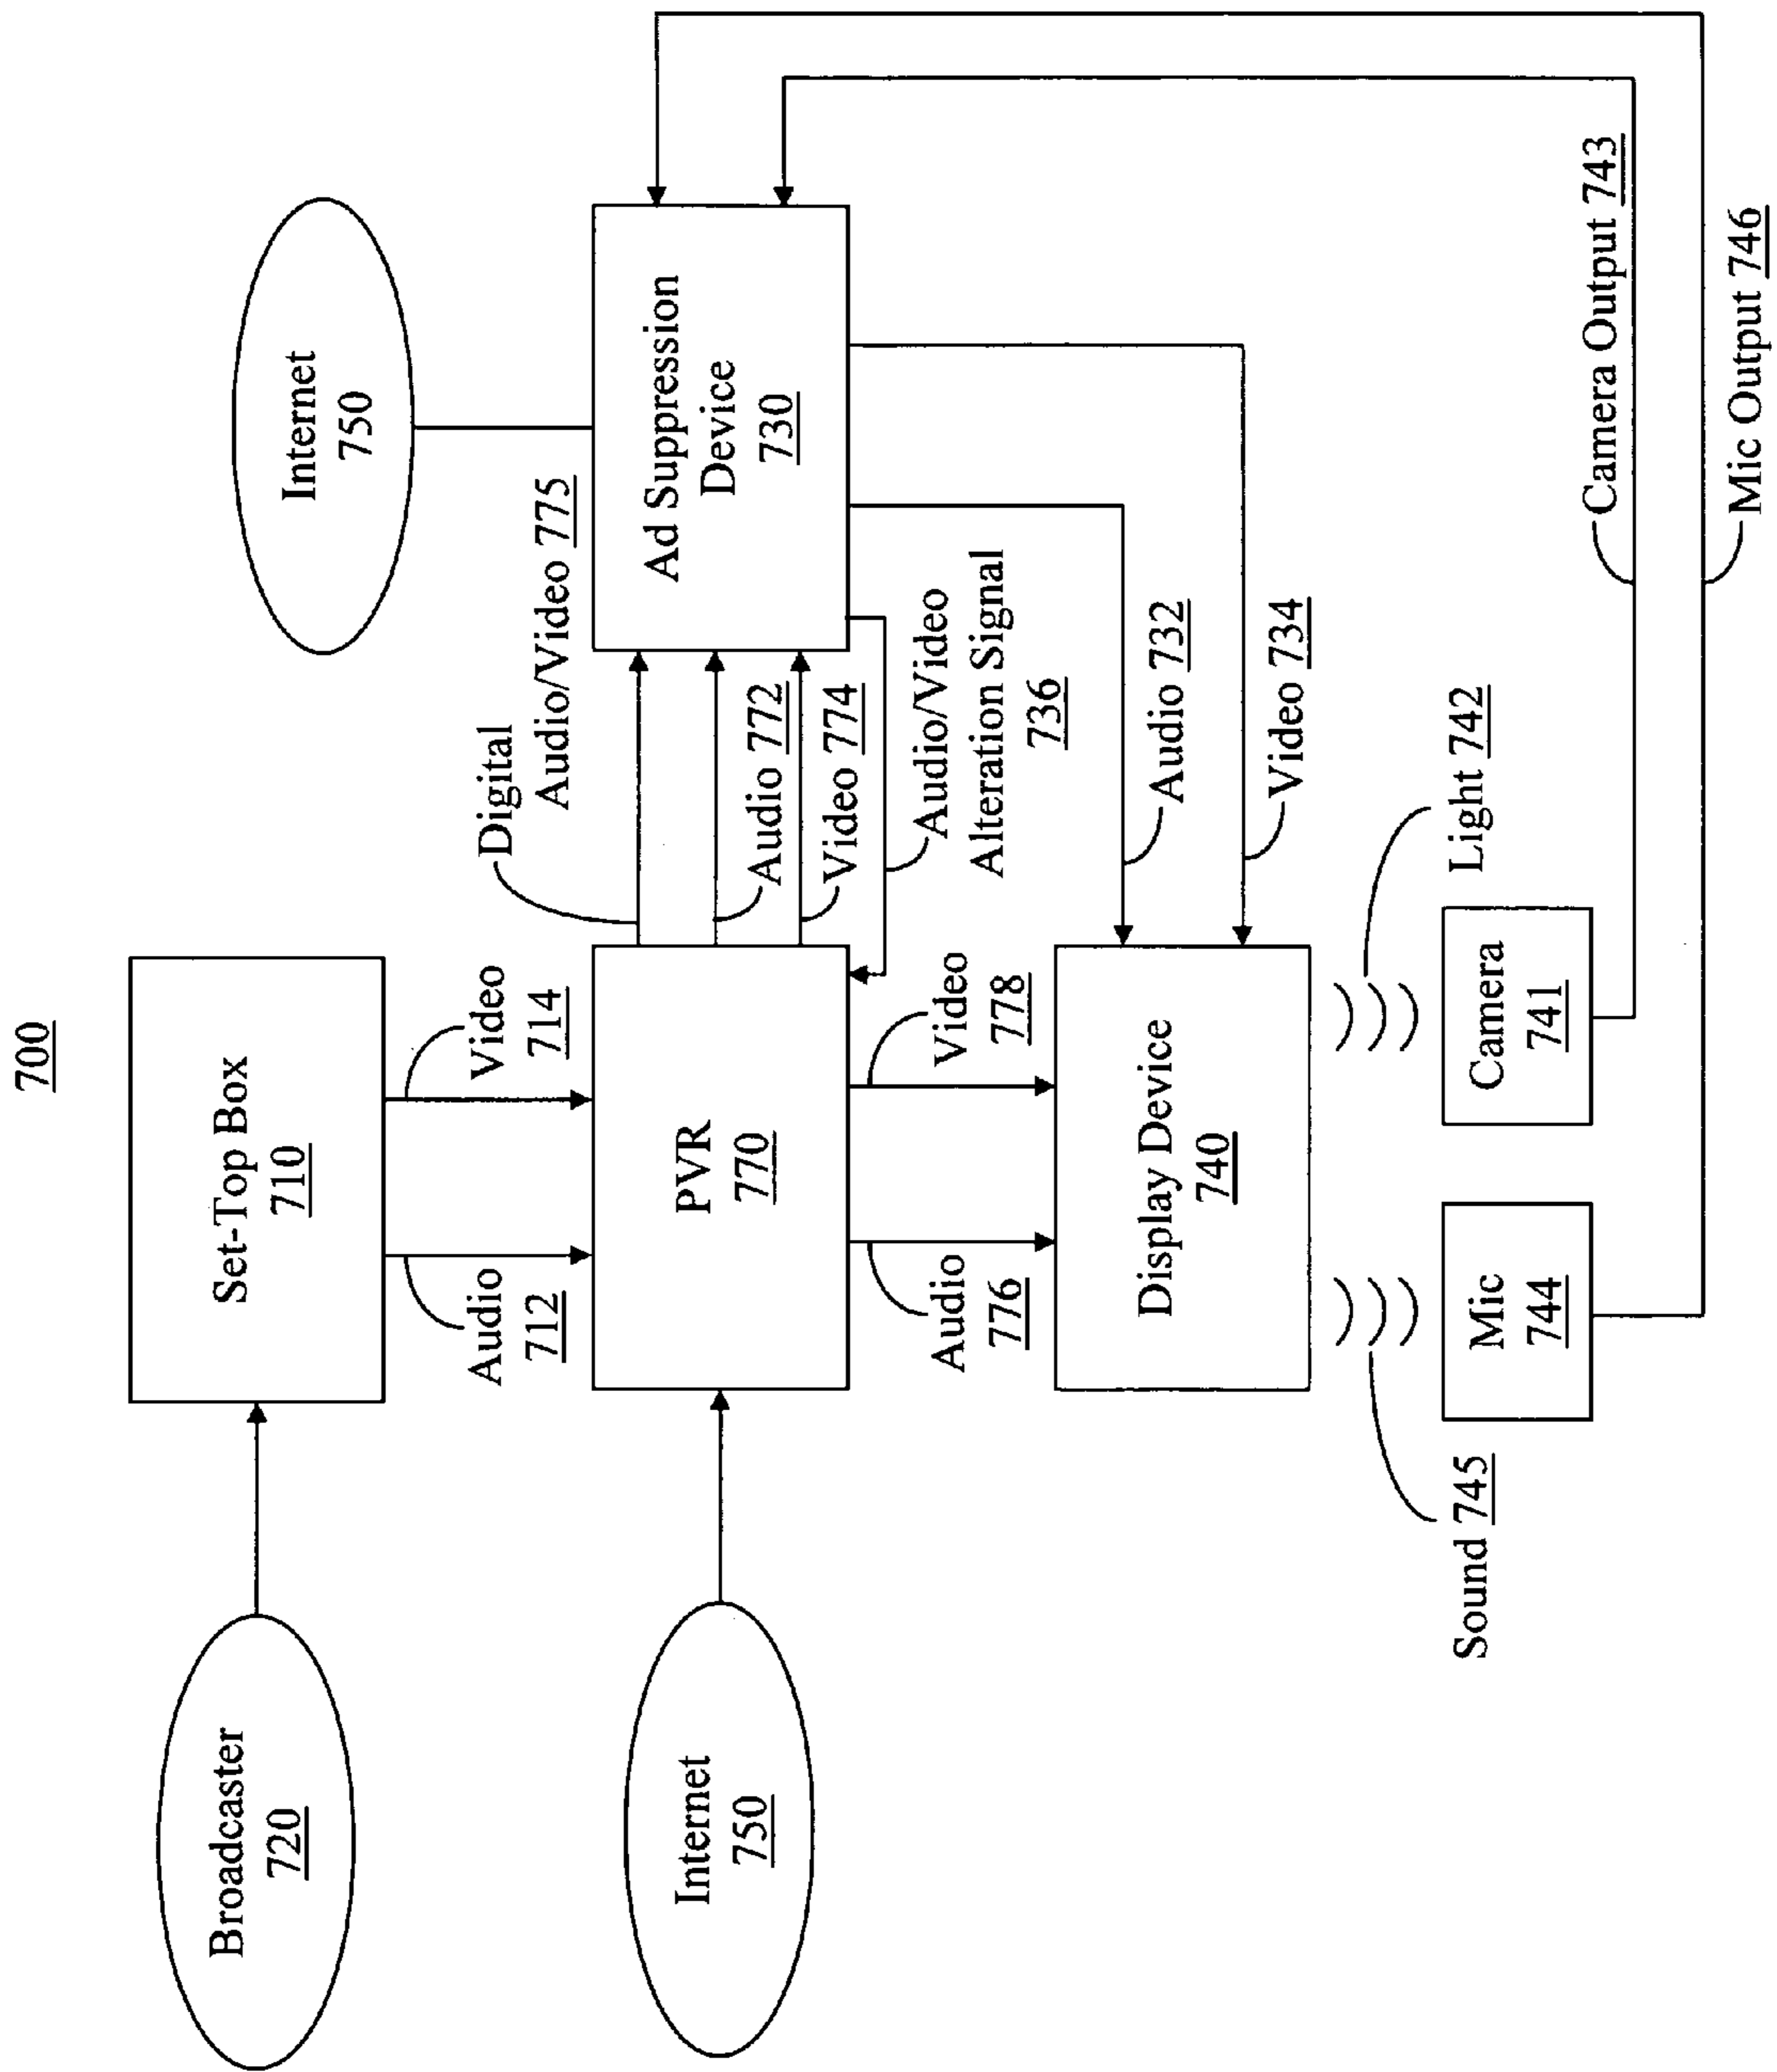 700
Broadcaster
720
Set-Top Box
710
Audio
712
Video
714
Internet
750
PVR
770
Digital
Audio/Video 775
Audio 772
Video 774
Audio/Video
Alteration Signal
736
Internet
750
Ad Suppression
Device
730
Audio
776
Video
778
Audio 732
Video 734
Display Device
740
Sound 745
Light 742
Mic
744
Camera
741
Camera Output 743
Mic Output 746